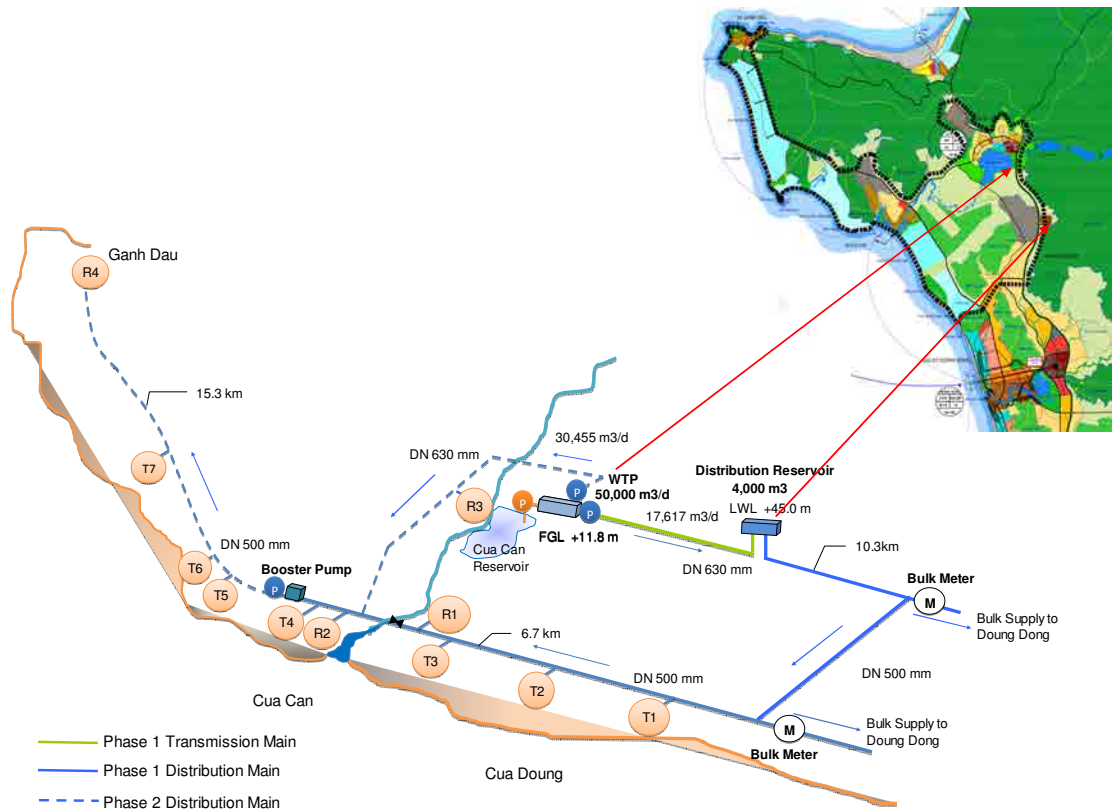 Ganh Dau
R4
15.3 km
T7
DN 630 mm
30,455 m3/d
WTP
50,000 m3/d
Distribution Reservoir
4,000 m3
LWL +45.0 m
P
P
P
R3
17,617 m3/d
FGL +11.8 m
Cua Can
Reservoir
DN 630 mm
10.3km
DN 500 mm
T6
T5
Booster Pump
P
T4
R2
R1
T3
6.7 km
T2
DN 500 mm
T1
Bulk Meter
M
Bulk Supply to
Doung Dong
DN 500 mm
M
Bulk Meter
Bulk Supply to
Doung Dong
Cua Can
Cua Doung
Phase 1 Transmission Main
Phase 1 Distribution Main
Phase 2 Distribution Main